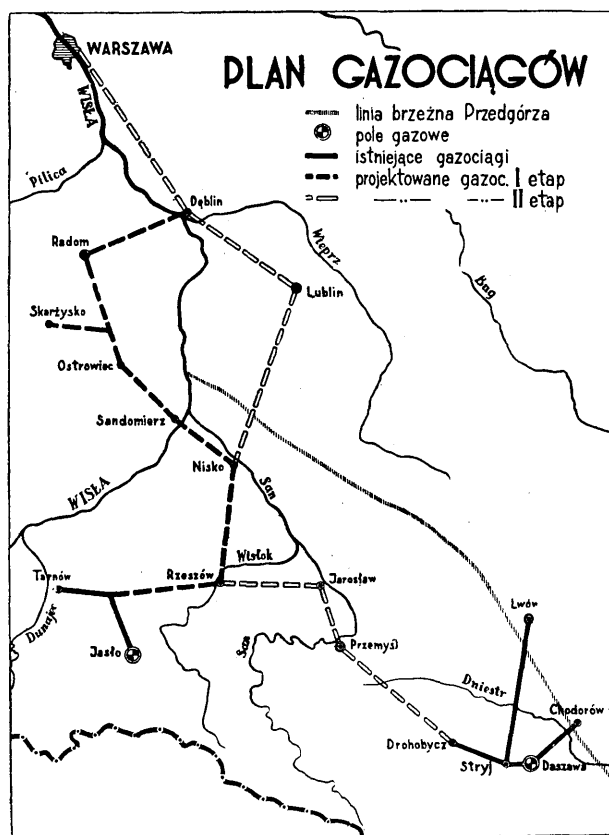 WARSZAWA
PLAN GAZOCIĄGÓW
linia brzeżna Przedgórza
pole gazowe
istniejące gazociągi
projektowane gazoc. I etap
II etap
WISŁA
Pilica
Dęblin
Radom
Wieprz
Bug
Lublin
Skarżysko
Ostrowiec
Sandomierz
Nisko
WISŁA
San
Wisłok
Tarnów
Rzeszów
Jarosław
Lwów
Dunajec
Jasło
San
Przemyśl
Dniestr
Chodorów
Drohobycz
Stryj
Daszawa